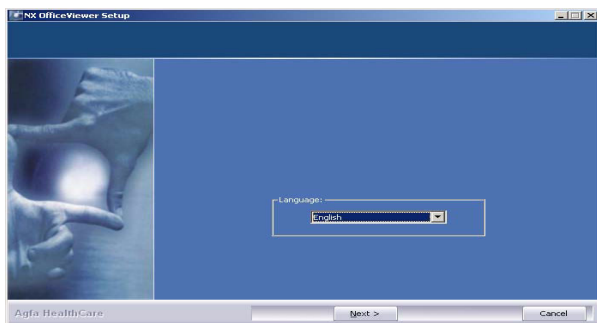 NX OfficeViewer Setup
Language:
English
Agfa HealthCare
Next >
Cancel